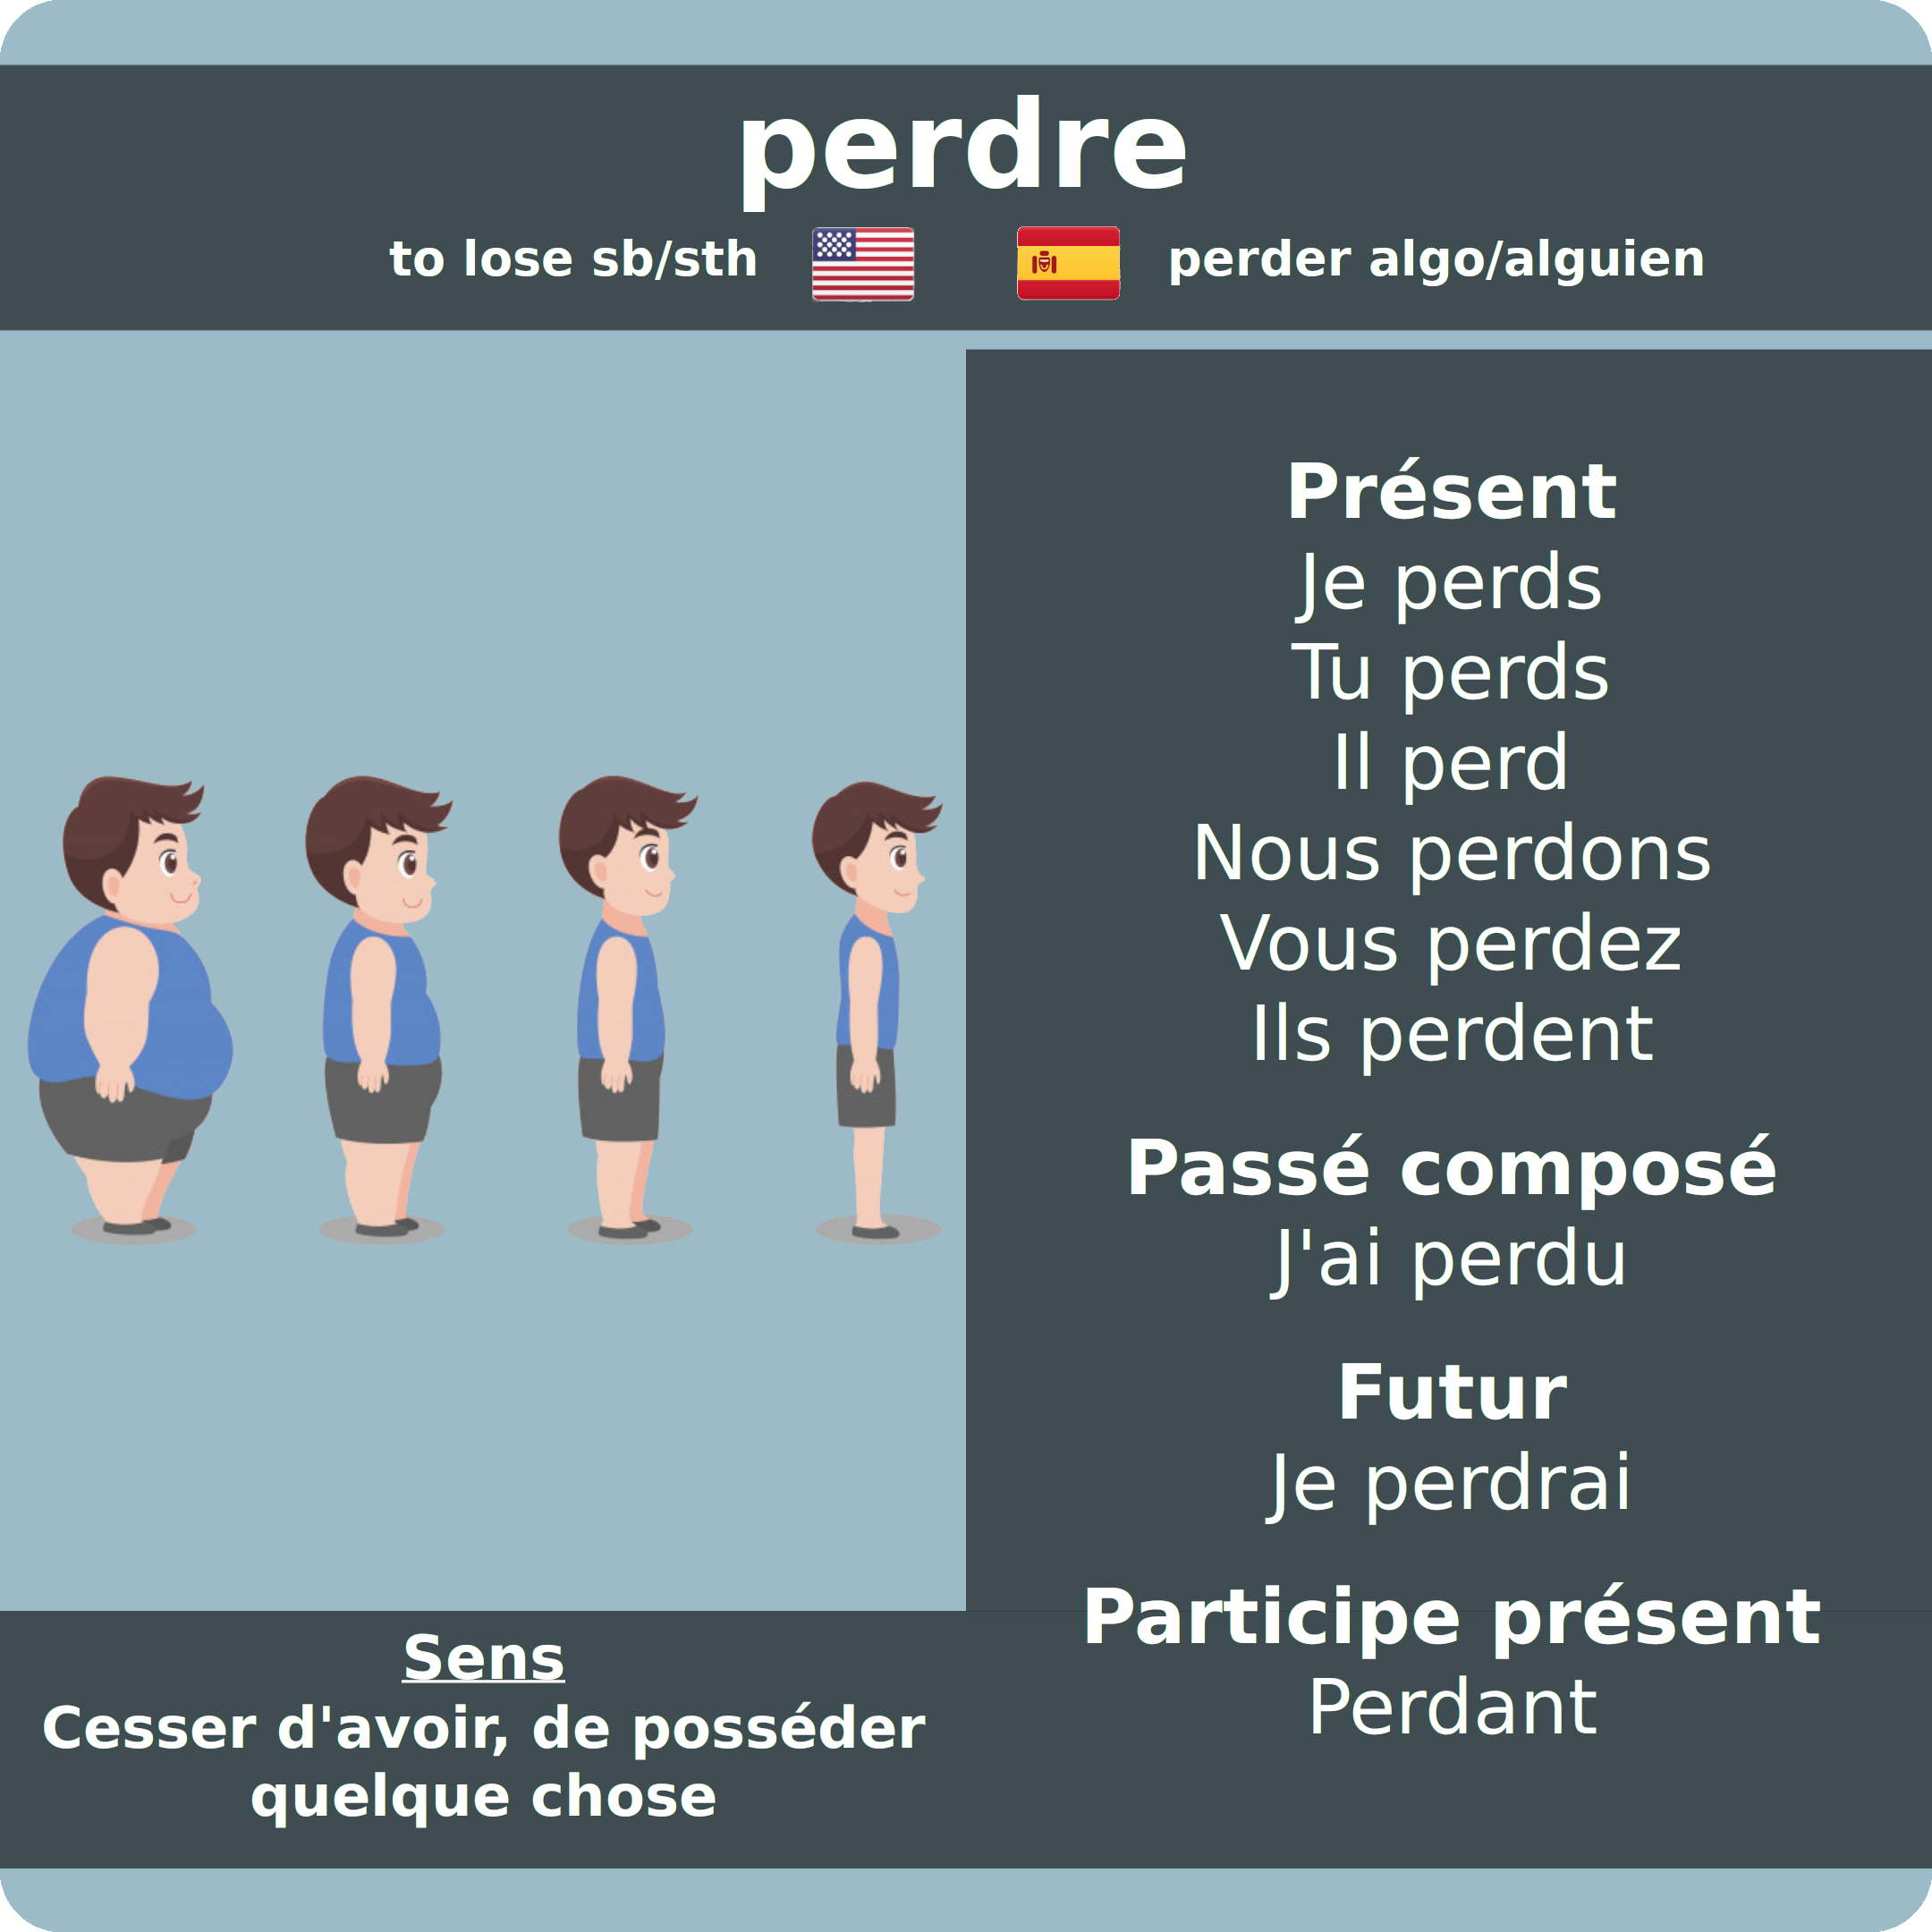 perdre
to lose sb/sth
perder algo/alguien
Présent
Je perds
Tu perds
Il perd
Nous perdons
Vous perdez
Ils perdent
Passé composé
J'ai perdu
Futur
Je perdrai
Participe présent
Perdant
Sens
Cesser d'avoir, de posséder
quelque chose